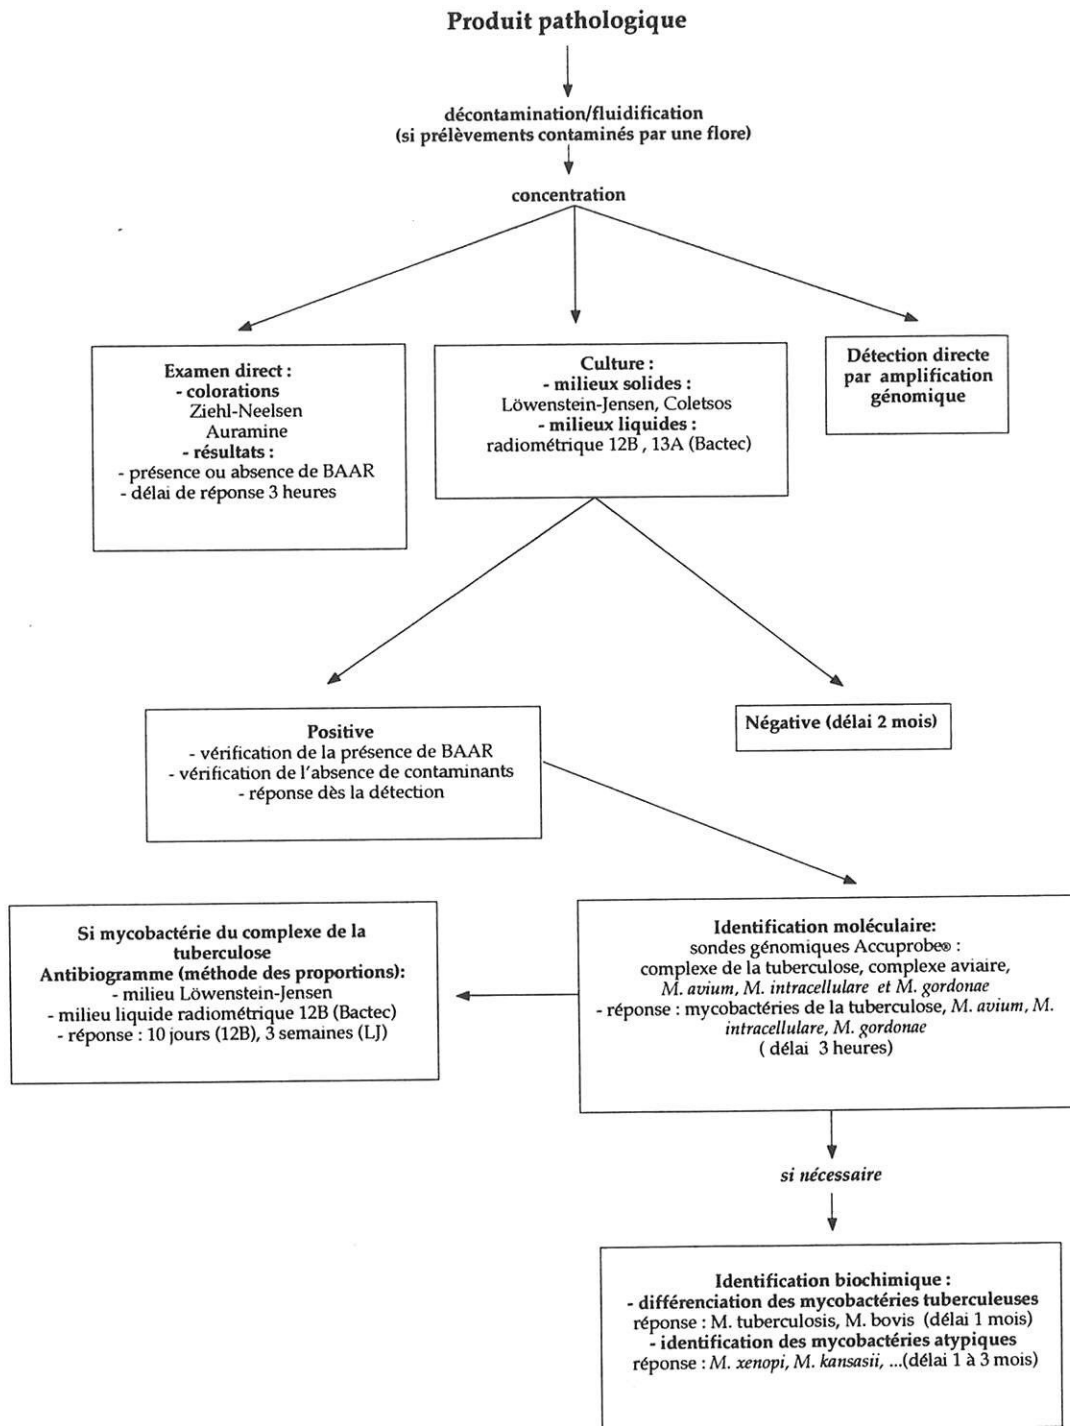 Produit pathologique
décontamination/fluidification
(si prélèvements contaminés par une flore)
concentration
Examen direct :
- colorations
Ziehl-Neelsen
Auramine
- résultats :
- présence ou absence de BAAR
- délai de réponse 3 heures
Culture :
- milieux solides :
Löwenstein-Jensen, Coletsos
- milieux liquides :
radiométrique 12B , 13A (Bactec)
Détection directe
par amplification
génomique
Positive
- vérification de la présence de BAAR
- vérification de l'absence de contaminants
- réponse dès la détection
Négative (délai 2 mois)
Si mycobactérie du complexe de la
tuberculose
Antibiogramme (méthode des proportions):
- milieu Löwenstein-Jensen
- milieu liquide radiométrique 12B (Bactec)
- réponse : 10 jours (12B), 3 semaines (LJ)
Identification moléculaire:
sondes génomiques Accuprobe® :
complexe de la tuberculose, complexe aviaire,
M. avium, M. intracellulare et M. gordonae
- réponse : mycobactéries de la tuberculose, M. avium, M.
intracellulare, M. gordonae
( délai 3 heures)
si nécessaire
Identification biochimique :
- différenciation des mycobactéries tuberculeuses
réponse : M. tuberculosis, M. bovis (délai 1 mois)
- identification des mycobactéries atypiques
réponse : M. xenopi, M. kansasii, ...(délai 1 à 3 mois)